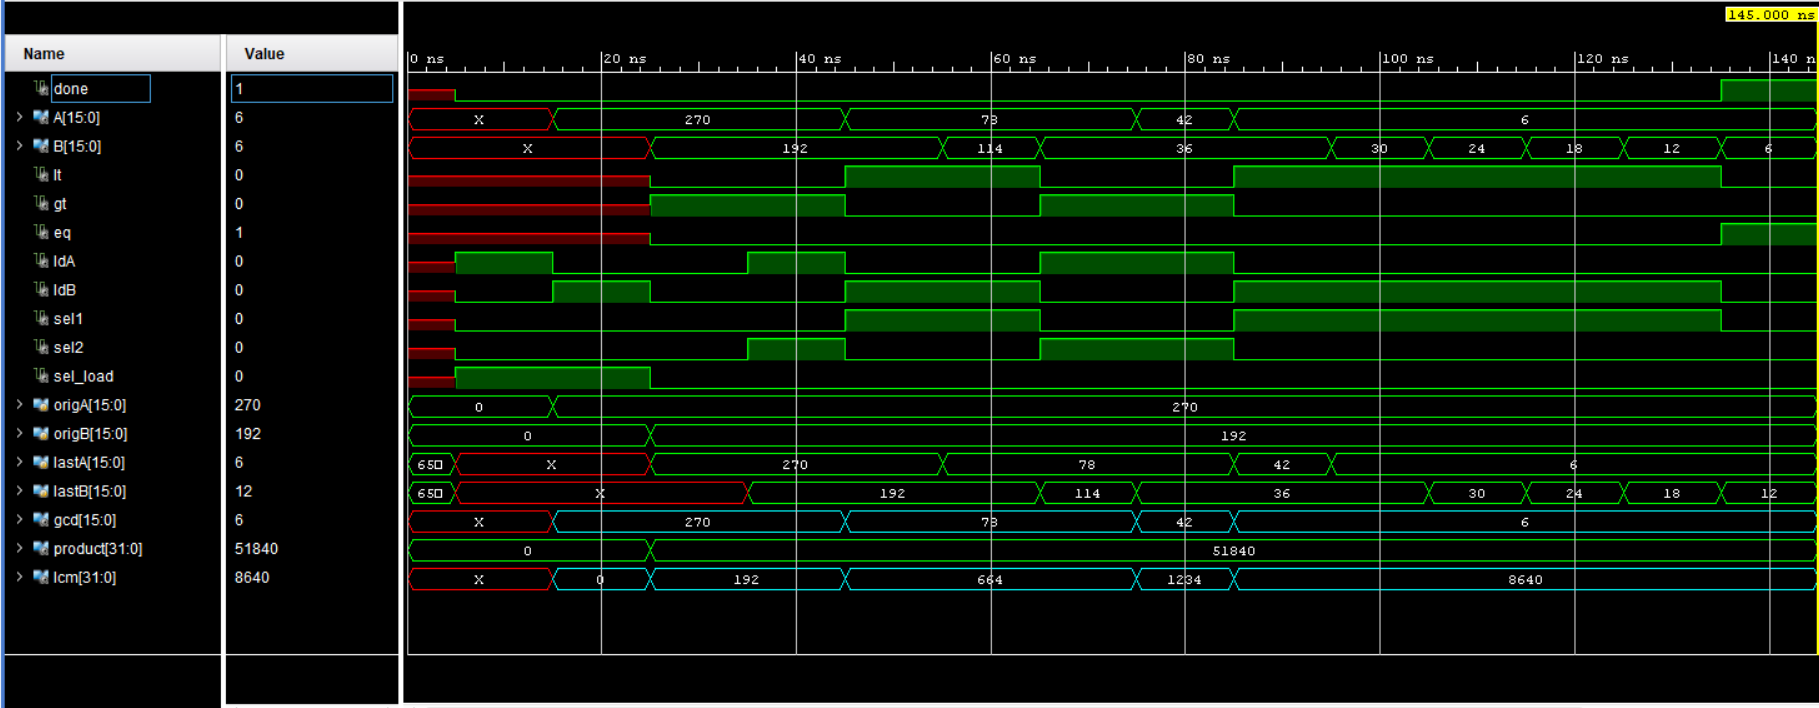 145.000 ns
Name Value
0 ns 20 ns 40 ns 60 ns 80 ns 100 ns 120 ns 140 n
done 1
A[15:0] 6 X 270 78 42 6
B[15:0] 6 X 192 114 36 30 24 18 12 6
lt 0
gt 0
eq 1
ldA 0
ldB 0
sel1 0
sel2 0
sel_load 0
origA[15:0] 270 0 270
origB[15:0] 192 0 192
lastA[15:0] 6 65□ X 270 78 42 6
lastB[15:0] 12 65□ X 192 114 36 30 24 18 12
gcd[15:0] 6 X 270 78 42 6
product[31:0] 51840 0 51840
lcm[31:0] 8640 X 0 192 664 1234 8640